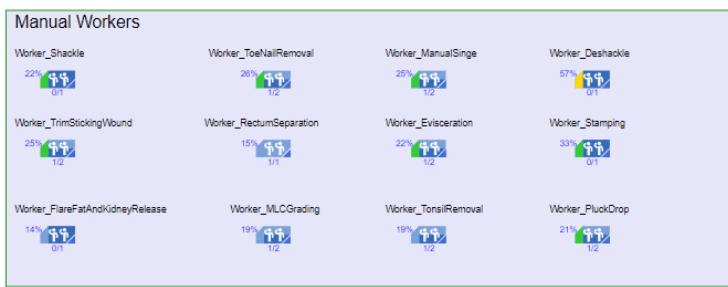 Manual Workers
Worker_Shackle Worker_ToeNailRemoval Worker_ManualSinge Worker_Deshackle
22% 26% 25% 57%
0/1 1/2 1/2 0/1
Worker_TrimStickingWound Worker_RectumSeparation Worker_Evisceration Worker_Stamping
25% 15% 22% 33%
1/2 1/1 1/2 0/1
Worker_FlareFatAndKidneyRelease Worker_MLCGrading Worker_TonsilRemoval Worker_PluckDrop
14% 19% 19% 21%
0/1 1/2 1/2 1/2